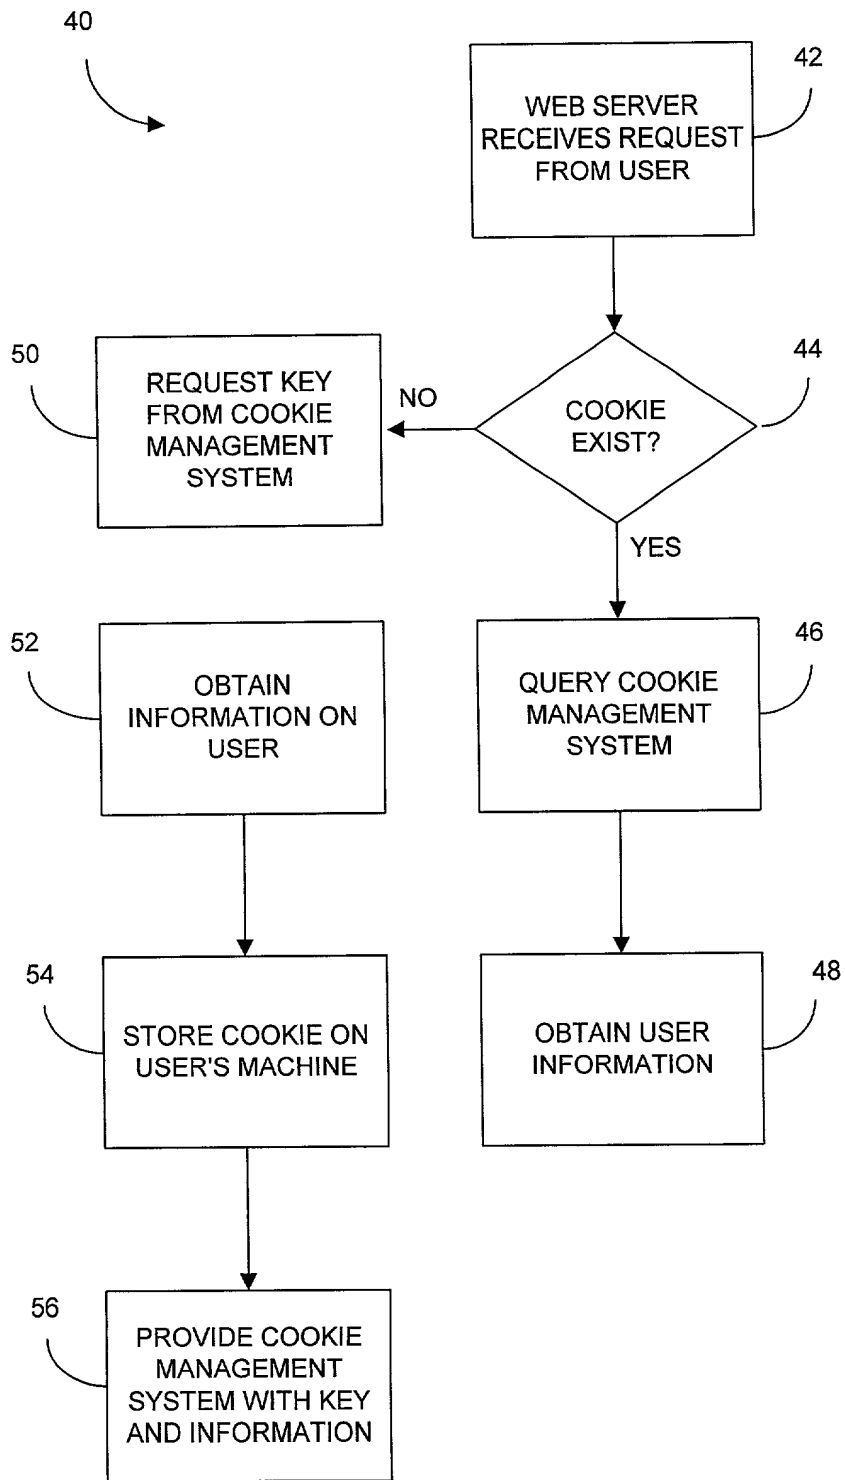 40
42
WEB SERVER
RECEIVES REQUEST
FROM USER
50
REQUEST KEY
FROM COOKIE
MANAGEMENT
SYSTEM
NO
44
COOKIE
EXIST?
YES
52
OBTAIN
INFORMATION ON
USER
46
QUERY COOKIE
MANAGEMENT
SYSTEM
54
STORE COOKIE ON
USER'S MACHINE
48
OBTAIN USER
INFORMATION
56
PROVIDE COOKIE
MANAGEMENT
SYSTEM WITH KEY
AND INFORMATION